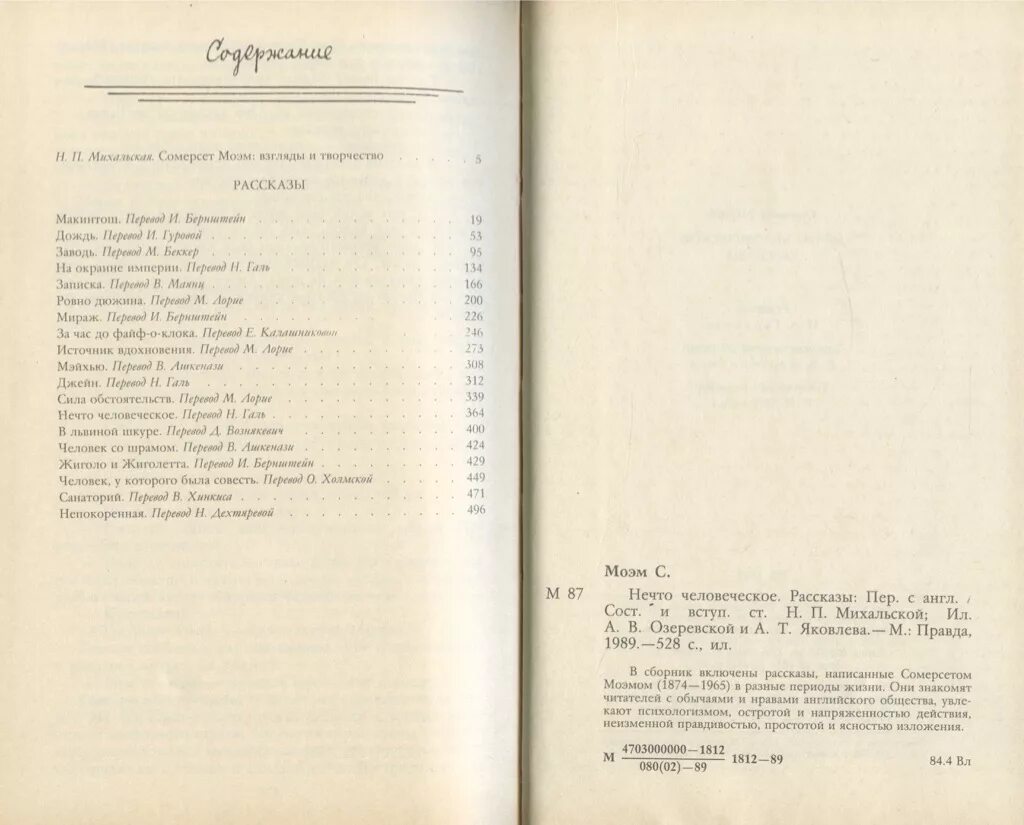 Содержание
Н. П. Михальская. Сомерсет Моэм: взгляды и творчество . . . . . 5
РАССКАЗЫ
Макинтош. Перевод И. Бернштейн . . . . . . . . . . . . 19
Дождь. Перевод И. Гуровой . . . . . . . . . . . . . . 53
Заводь. Перевод М. Беккер . . . . . . . . . . . . . . 95
На окраине империи. Перевод Н. Галь . . . . . . . . . . 134
Записка. Перевод В. Маянц . . . . . . . . . . . . . . 166
Ровно дюжина. Перевод М. Лорие . . . . . . . . . . . . 200
Мираж. Перевод И. Бернштейн . . . . . . . . . . . . . 226
За час до файф-о-клока. Перевод Е. Калашниковой . . . . 246
Источник вдохновения. Перевод М. Лорие . . . . . . . . 273
Мэйхью. Перевод В. Ашкенази . . . . . . . . . . . . . 308
Джейн. Перевод Н. Галь . . . . . . . . . . . . . . . 312
Сила обстоятельств. Перевод М. Лорие . . . . . . . . . 339
Нечто человеческое. Перевод Н. Галь . . . . . . . . . . 364
В львиной шкуре. Перевод Д. Вознякевич . . . . . . . . 400
Человек со шрамом. Перевод В. Ашкенази . . . . . . . . 424
Жиголо и Жиголетта. Перевод И. Бернштейн . . . . . . . 429
Человек, у которого была совесть. Перевод О. Холмской . . . . 449
Санаторий. Перевод В. Хинкиса . . . . . . . . . . . . 471
Непокоренная. Перевод Н. Дехтяревой . . . . . . . . . 496
Моэм С.
М 87 Нечто человеческое. Рассказы: Пер. с англ. /
Сост. и вступ. ст. Н. П. Михальской; Ил.
А. В. Озеревской и А. Т. Яковлева.— М.: Правда,
1989.—528 с., ил.
В сборник включены рассказы, написанные Сомерсетом
Моэмом (1874—1965) в разные периоды жизни. Они знакомят
читателей с обычаями и нравами английского общества, увле-
кают психологизмом, остротой и напряженностью действия,
неизменной правдивостью, простотой и ясностью изложения.
4703000000—1812
М 1812—89 84.4 Вл
080(02)—89